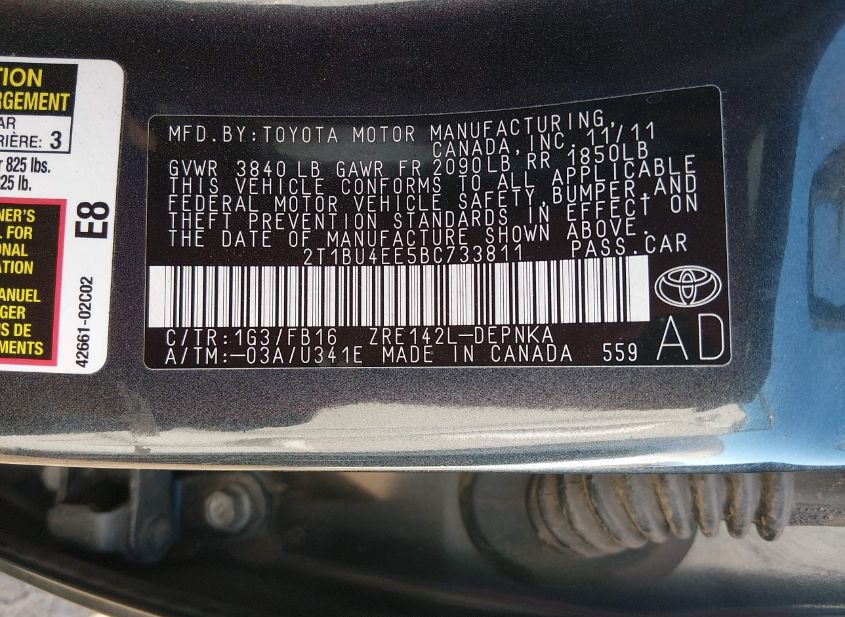 TION
RGEMENT
AR
RIÈRE: 3
r 825 lbs.
25 lb.
NER'S
L FOR
ONAL
ATION
ANUEL
GER
US DE
EMENTS.
E8
42661-02C02
MFD.BY:TOYOTA MOTOR MANUFACTURING,
CANADA,INC. 11/11
GVWR 3840 LB GAWR FR 2090LB RR 1850LB
THIS VEHICLE CONFORMS TO ALL APPLICABLE
FEDERAL MOTOR VEHICLE SAFETY,BUMPER,AND
THEFT PREVENTION STANDARDS IN EFFECT ON
THE DATE OF MANUFACTURE SHOWN ABOVE.
2T1BU4EE5BC733811 PASS.CAR
C/TR:1G3/FB16 ZRE142L-DEPNKA
A/TM:-03A/U341E MADE IN CANADA 559
AD